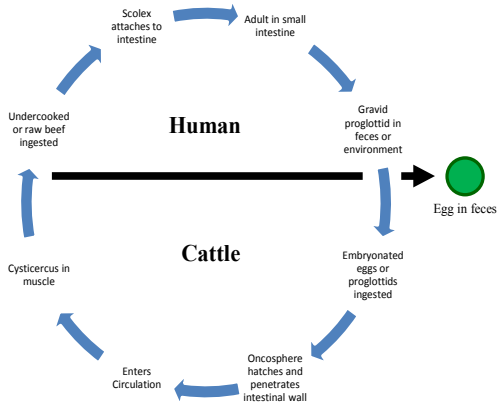 Scolex
attaches to
intestine
Adult in small
intestine
Undercooked
or raw beef
ingested
Human
Gravid
proglottid in
feces or
environment
Egg in feces
Cysticercus in
muscle
Cattle
Embryonated
eggs or
proglottids
ingested
Enters
Circulation
Oncosphere
hatches and
penetrates
intestinal wall